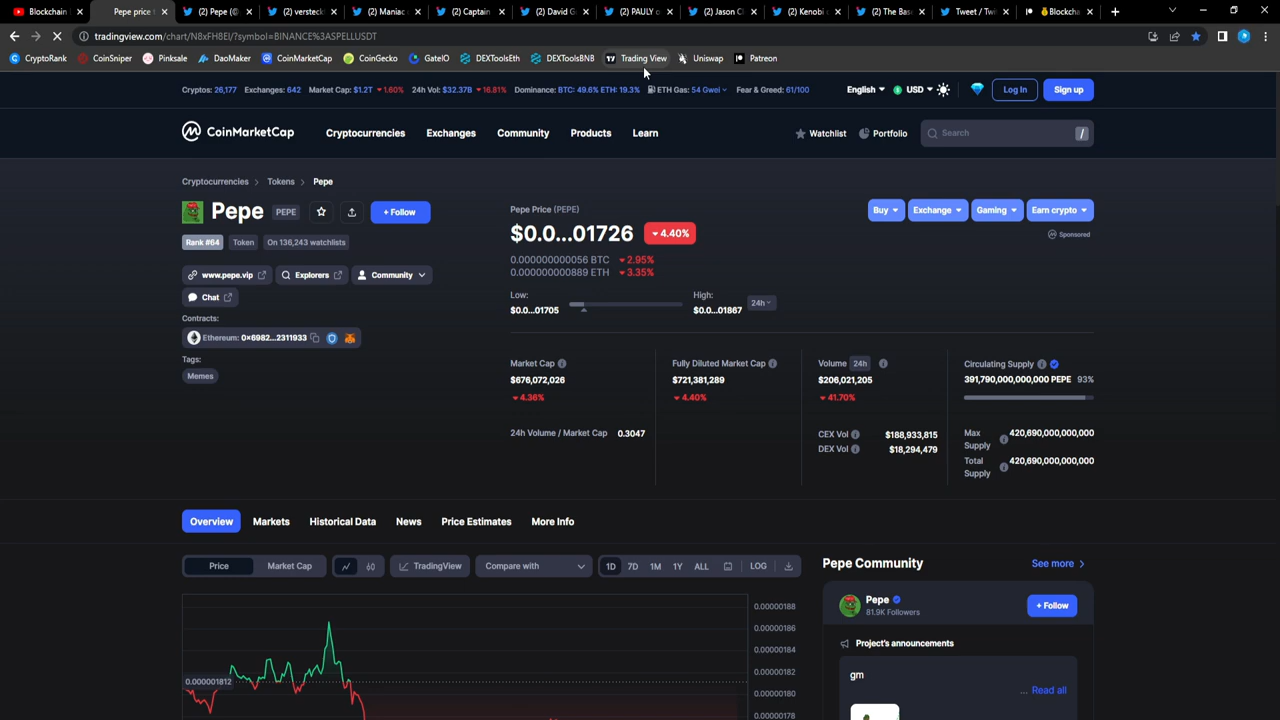 Blockchain
Pepe price
(2) Pepe (@
(2) versteck
(2) Maniac
(2) Captain
(2) David G
(2) PAULY
(2) Jason C
(2) Kenobi
(2) The Bas
Tweet / Tw
Blockcha
tradingview.com/chart/N8xFH8El/?symbol=BINANCE%3ASPELLUSDT
CryptoRank
CoinSniper
Pinksale
DaoMaker
CoinMarketCap
CoinGecko
GateIO
DEXToolsEth
DEXToolsBNB
Trading View
Uniswap
Patreon
Cryptos: 26,177 Exchanges: 642 Market Cap: $1.2T 1.60% 24h Vol: $32.37B 16.81% Dominance: BTC: 49.6% ETH: 19.3% ETH Gas: 54 Gwei Fear & Greed: 61/100
English
USD
Log In
Sign up
CoinMarketCap
Cryptocurrencies
Exchanges
Community
Products
Learn
Watchlist
Portfolio
Search
/
Cryptocurrencies > Tokens > Pepe
Pepe PEPE
+ Follow
Rank #64
Token
On 136,243 watchlists
www.pepe.vip
Explorers
Community
Chat
Contracts:
Ethereum: 0x6982...2311933
Tags:
Memes
Pepe Price (PEPE)
$0.0...01726
4.40%
0.000000000056 BTC 2.95%
0.000000000889 ETH 3.35%
Low:
$0.0...01705
High:
$0.0...01867
24h
Buy
Exchange
Gaming
Earn crypto
Sponsored
Market Cap
$676,072,026
4.36%
24h Volume / Market Cap 0.3047
Fully Diluted Market Cap
$721,381,289
4.40%
Volume 24h
$206,021,205
41.70%
CEX Vol $188,933,815
DEX Vol $18,294,479
Circulating Supply
391,790,000,000,000 PEPE 93%
Max Supply 420,690,000,000,000
Total Supply 420,690,000,000,000
Overview
Markets
Historical Data
News
Price Estimates
More Info
Price
Market Cap
TradingView
Compare with
1D
7D
1M
1Y
ALL
LOG
0.00000188
0.00000186
0.00000184
0.00000182
0.00000180
0.00000178
0.000001812
Pepe Community
See more >
Pepe
81.9K Followers
+ Follow
Project's announcements
gm
... Read all